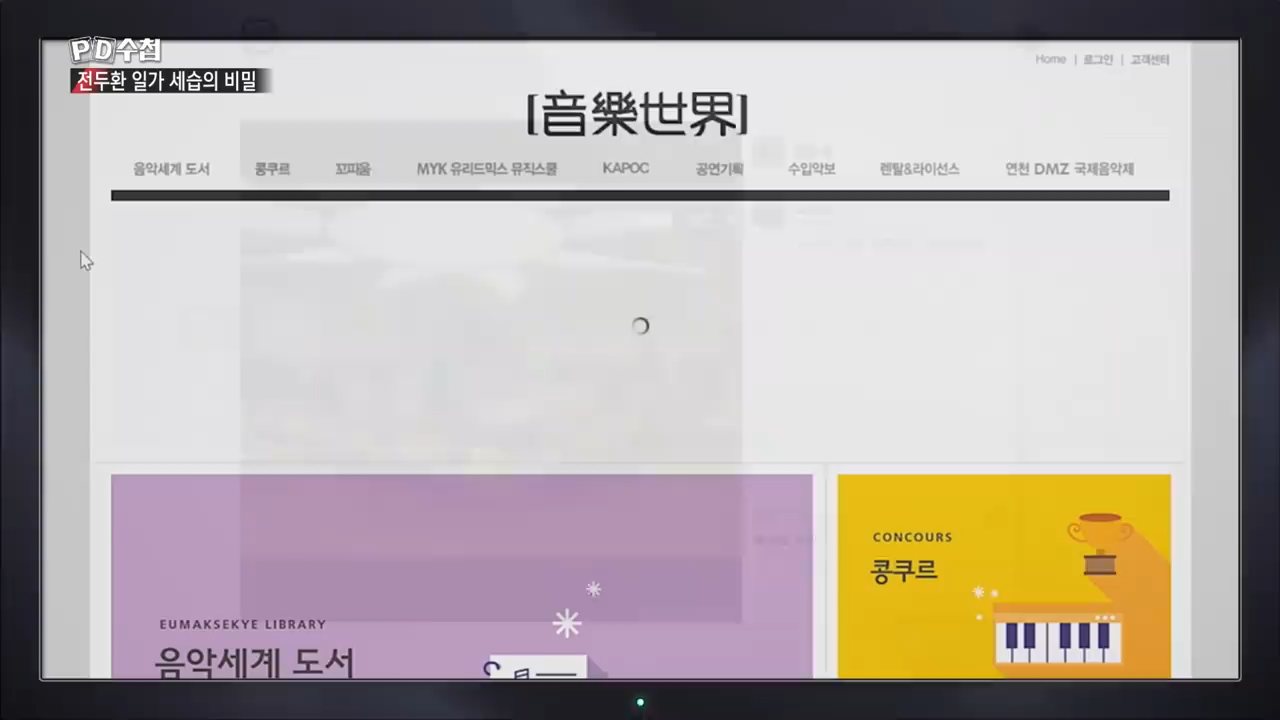 PD수첩
전두환 일가 세습의 비밀
Home | 로그인 | 고객센터
[音樂世界]
음악세계 도서 콩쿠르 꼬피움 MYK 유리드믹스 뮤직스쿨 KAPOC 공연기획 수입악보 렌탈&라이선스 연천 DMZ 국제음악제
CONCOURS
콩쿠르
EUMAKSEKYE LIBRARY
음악세계 도서